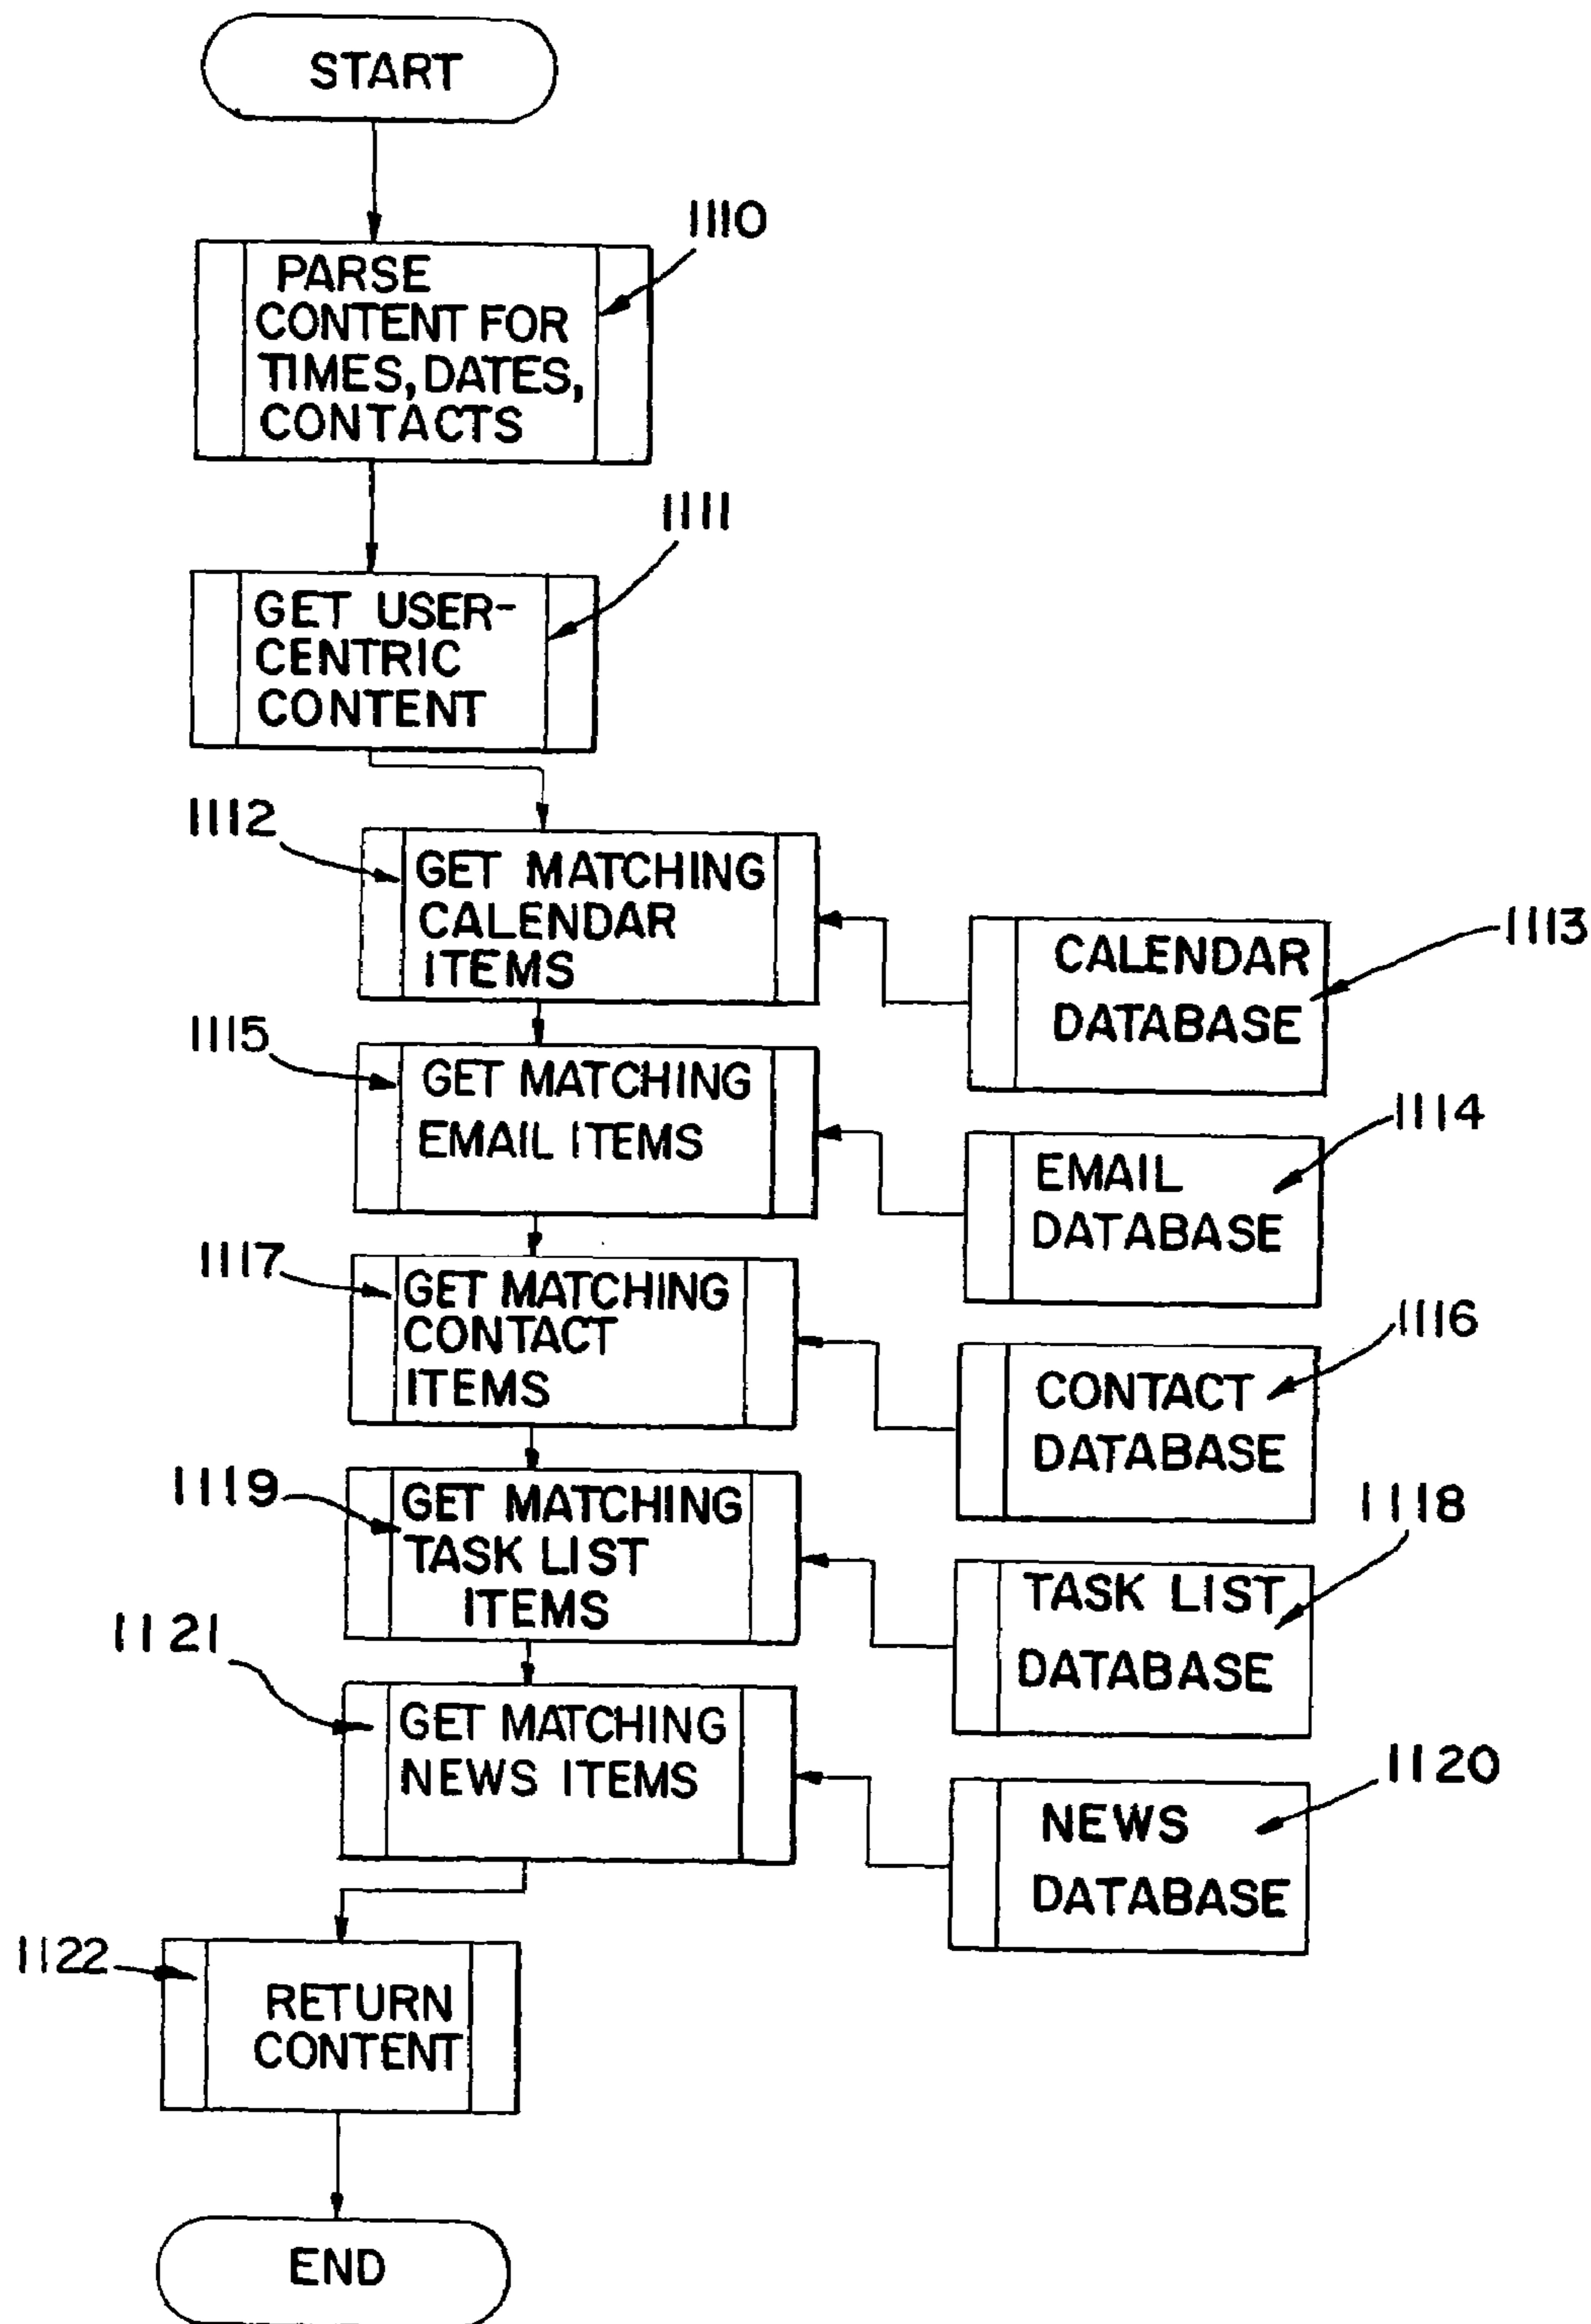 START
1110
PARSE
CONTENT FOR
TIMES, DATES,
CONTACTS
1111
GET USER-
CENTRIC
CONTENT
1112
GET MATCHING
CALENDAR
ITEMS
1113
CALENDAR
DATABASE
1115
GET MATCHING
EMAIL ITEMS
1114
EMAIL
DATABASE
1117
GET MATCHING
CONTACT
ITEMS
1116
CONTACT
DATABASE
1119
GET MATCHING
TASK LIST
ITEMS
1118
TASK LIST
DATABASE
1121
GET MATCHING
NEWS ITEMS
1120
NEWS
DATABASE
1122
RETURN
CONTENT
END